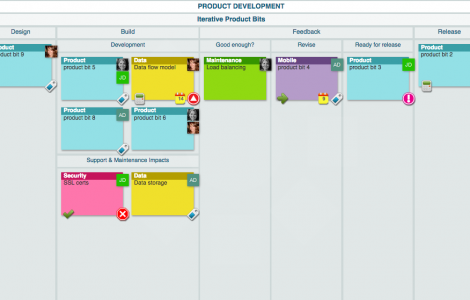 PRODUCT DEVELOPMENT
Iterative Product Bits
Design
Build
Feedback
Release
Development
Good enough?
Revise
Ready for release
Product
product bit 9
Product
product bit 5
JD
Data
Data flow model
14
Maintenance
Load balancing
Mobile
product bit 4
AD
Product
product bit 3
JD
Product
product bit 2
Product
product bit 8
AD
Product
product bit 6
Support & Maintenance Impacts
Security
SSL certs
JD
Data
Data storage
AD